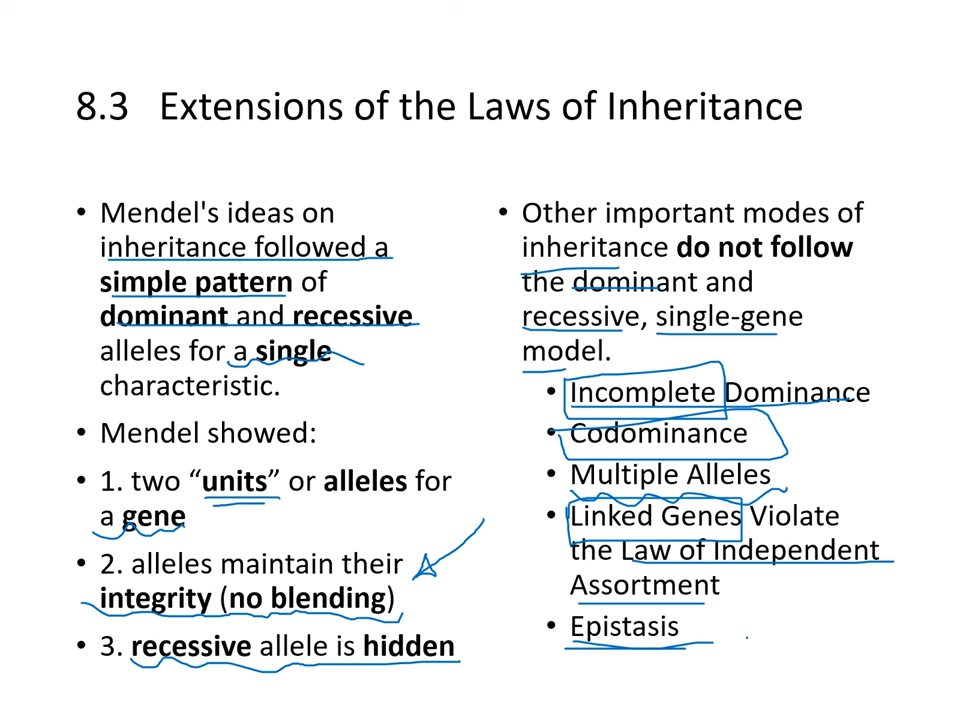 8.3 Extensions of the Laws of Inheritance
• Mendel's ideas on
inheritance followed a
simple pattern of
dominant and recessive
alleles for a single
characteristic.
• Mendel showed:
• 1. two “units” or alleles for
a gene
• 2. alleles maintain their
integrity (no blending)
• 3. recessive allele is hidden
• Other important modes of
inheritance do not follow
the dominant and
recessive, single-gene
model.
• Incomplete Dominance
• Codominance
• Multiple Alleles
• Linked Genes Violate
the Law of Independent
Assortment
• Epistasis